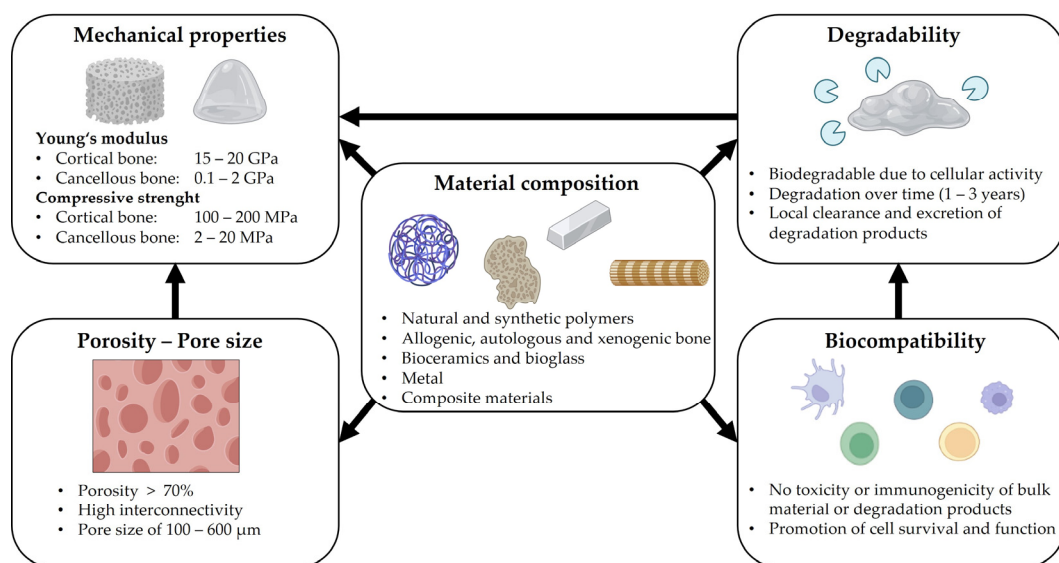 Mechanical properties
Young‘s modulus
• Cortical bone: 15 – 20 GPa
• Cancellous bone: 0.1 – 2 GPa
Compressive strenght
• Cortical bone: 100 – 200 MPa
• Cancellous bone: 2 – 20 MPa
Degradability
• Biodegradable due to cellular activity
• Degradation over time (1 – 3 years)
• Local clearance and excretion of
degradation products
Material composition
• Natural and synthetic polymers
• Allogenic, autologous and xenogenic bone
• Bioceramics and bioglass
• Metal
• Composite materials
Porosity – Pore size
• Porosity > 70%
• High interconnectivity
• Pore size of 100 – 600 µm
Biocompatibility
• No toxicity or immunogenicity of bulk
material or degradation products
• Promotion of cell survival and function